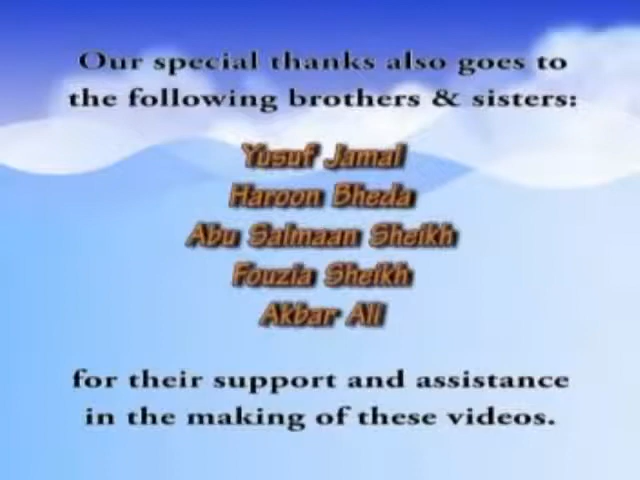 Our special thanks also goes to
the following brothers & sisters:
Yusuf Jamal
Haroon Bheda
Abu Salmaan Sheikh
Fouzia Sheikh
Akbar Ali
for their support and assistance
in the making of these videos.